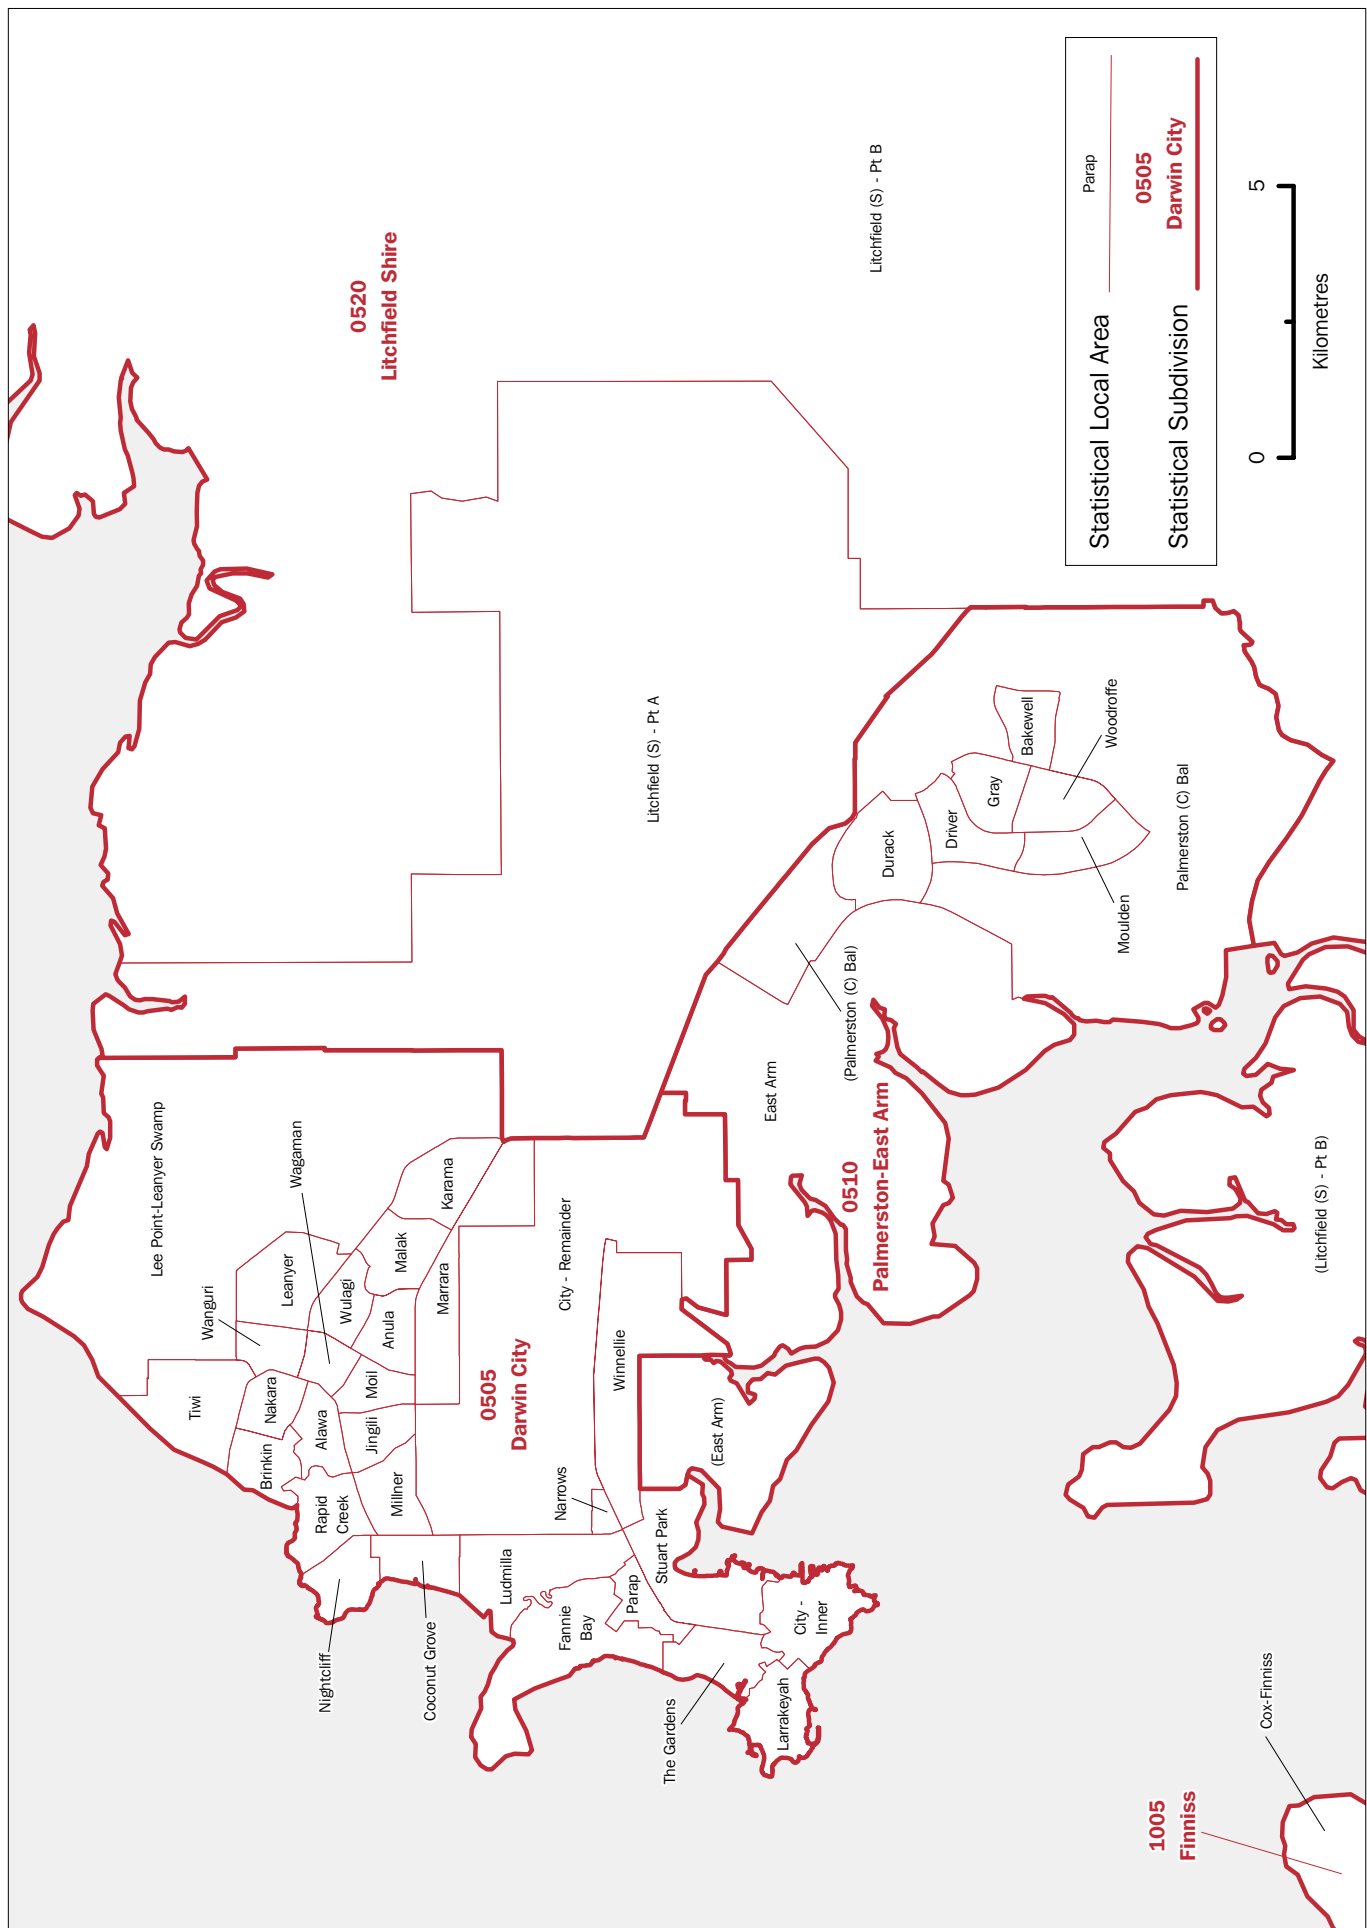 0520
Litchfield Shire
Litchfield (S) - Pt B
Litchfield (S) - Pt A
Lee Point-Leanyer Swamp
Wagaman
Wanguri
Leanyer
Karama
Malak
Wulagi
Anula
Marrara
Tiwi
Nakara
Moil
Brinkin
Alawa
Jingili
Rapid
Creek
Millner
Nightcliff
Coconut Grove
0505
Darwin City
City - Remainder
Winnellie
Narrows
Ludmilla
Fannie
Bay
Parap
Stuart Park
The Gardens
City -
Inner
Larrakeyah
(East Arm)
East Arm
0510
Palmerston-East Arm
(Palmerston (C) Bal)
Durack
Driver
Gray
Bakewell
Woodroffe
Moulden
Palmerston (C) Bal
(Litchfield (S) - Pt B)
1005
Finniss
Cox-Finniss
Statistical Local Area
Parap
Statistical Subdivision
0505
Darwin City
0
5
Kilometres